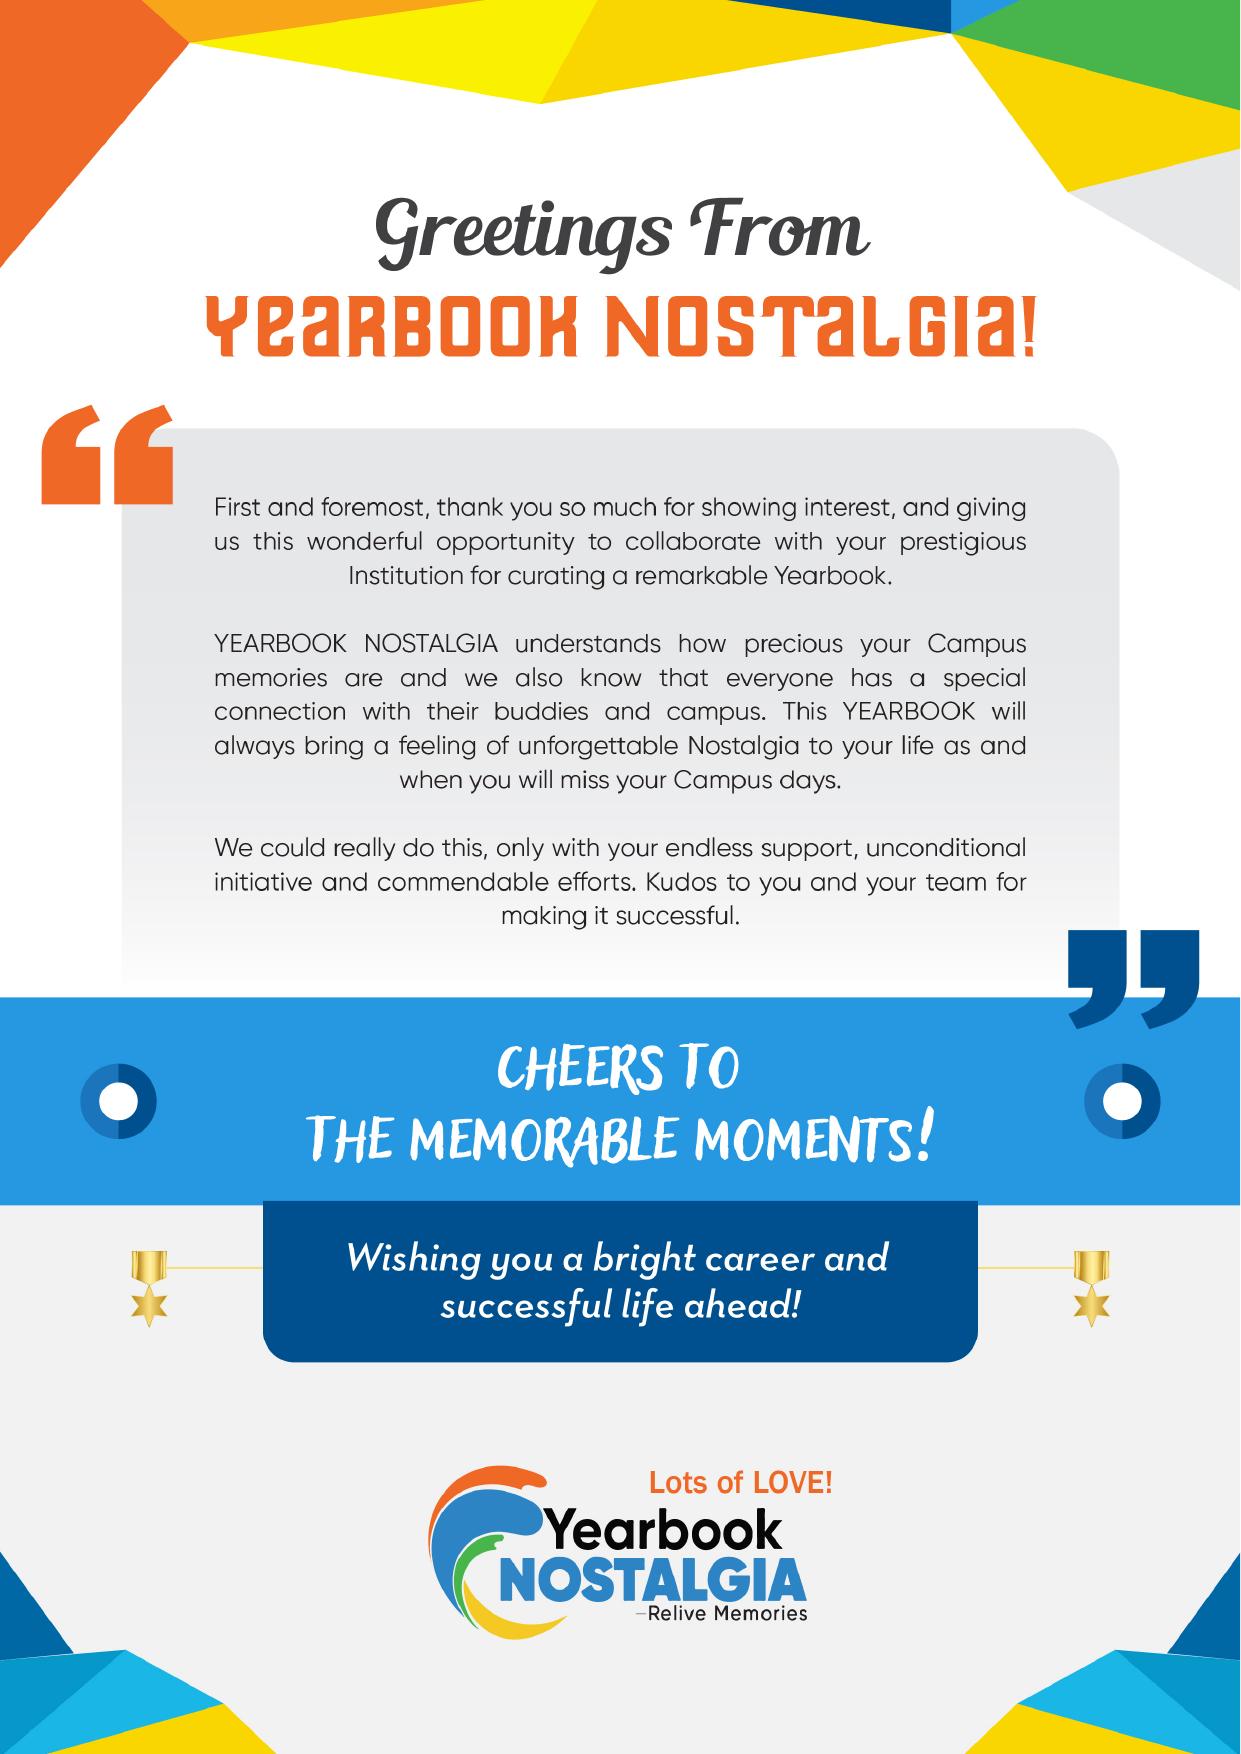 Greetings From
YEARBOOK NOSTALGIA!
“
First and foremost, thank you so much for showing interest, and giving
us this wonderful opportunity to collaborate with your prestigious
Institution for curating a remarkable Yearbook.
YEARBOOK NOSTALGIA understands how precious your Campus
memories are and we also know that everyone has a special
connection with their buddies and campus. This YEARBOOK will
always bring a feeling of unforgettable Nostalgia to your life as and
when you will miss your Campus days.
We could really do this, only with your endless support, unconditional
initiative and commendable efforts. Kudos to you and your team for
making it successful.
”
CHEERS TO
THE MEMORABLE MOMENTS!
Wishing you a bright career and
successful life ahead!
Lots of LOVE!
Yearbook
NOSTALGIA
–Relive Memories